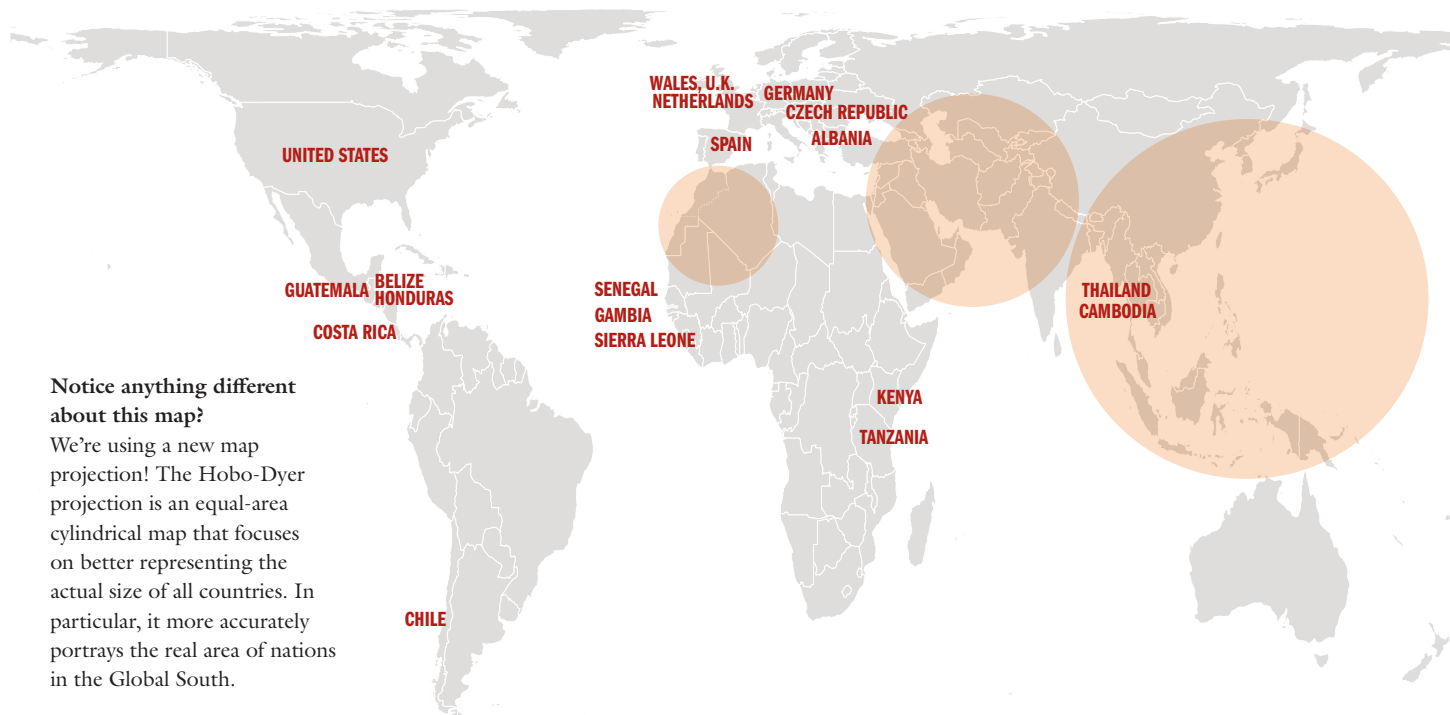 WALES, U.K.
NETHERLANDS
GERMANY
CZECH REPUBLIC
ALBANIA
SPAIN
UNITED STATES
GUATEMALA
BELIZE
HONDURAS
COSTA RICA
SENEGAL
GAMBIA
SIERRA LEONE
THAILAND
CAMBODIA
KENYA
TANZANIA
CHILE
Notice anything different
about this map?
We’re using a new map
projection! The Hobo-Dyer
projection is an equal-area
cylindrical map that focuses
on better representing the
actual size of all countries. In
particular, it more accurately
portrays the real area of nations
in the Global South.